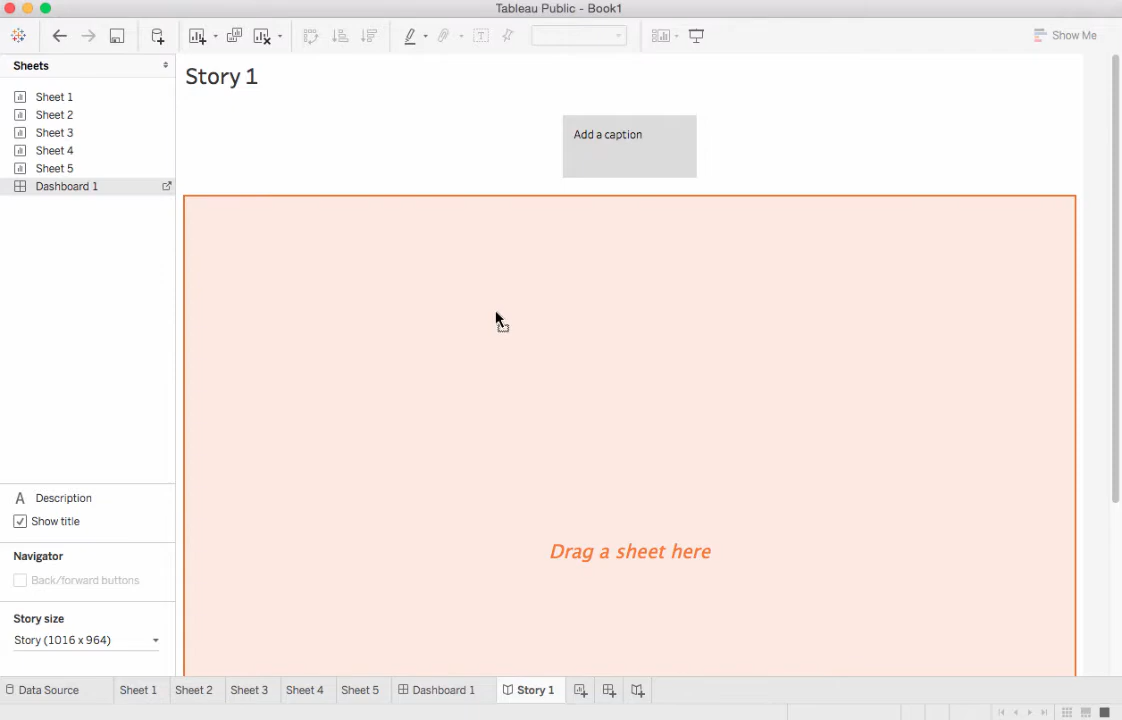 Tableau Public - Book1
Show Me
Sheets
Sheet 1
Sheet 2
Sheet 3
Sheet 4
Sheet 5
Dashboard 1
Story 1
Add a caption
Drag a sheet here
A Description
Show title
Navigator
Back/forward buttons
Story size
Story (1016 x 964)
Data Source Sheet 1 Sheet 2 Sheet 3 Sheet 4 Sheet 5 Dashboard 1 Story 1